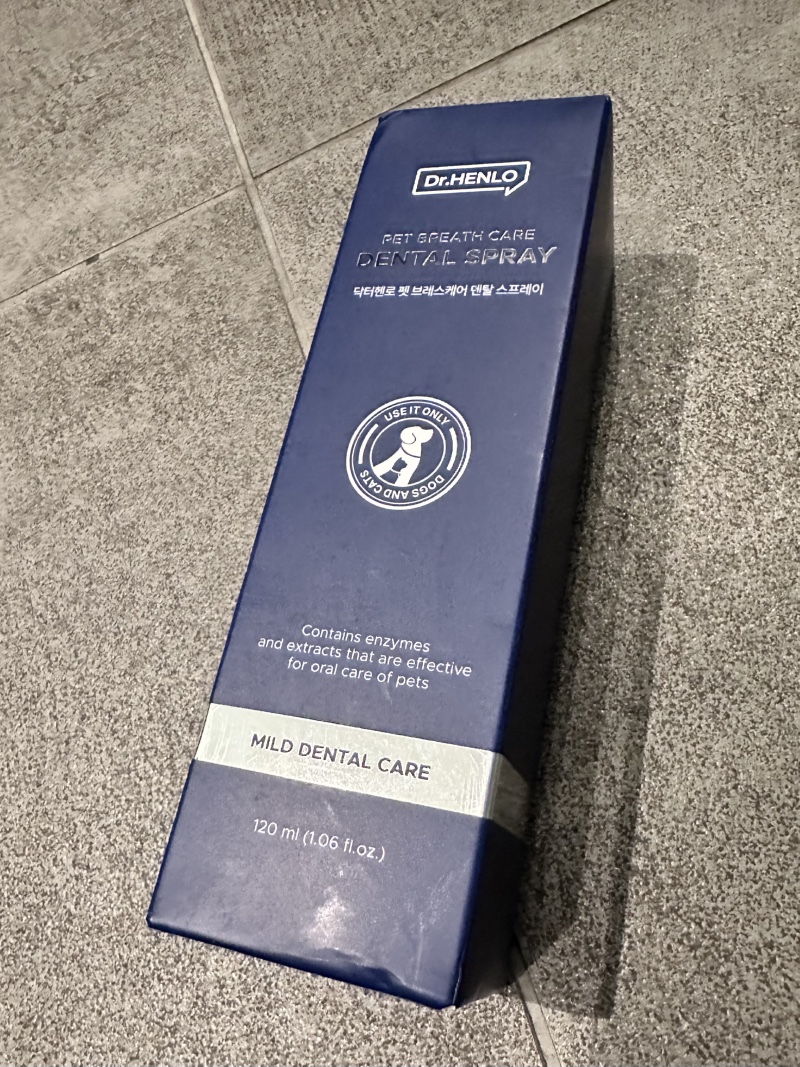 Dr.HENLO
PET BREATH CARE
DENTAL SPRAY
닥터헨로 펫 브레스케어 덴탈 스프레이
USE IT ONLY
DOGS AND CATS
Contains enzymes
and extracts that are effective
for oral care of pets
MILD DENTAL CARE
120 ml (1.06 fl.oz.)